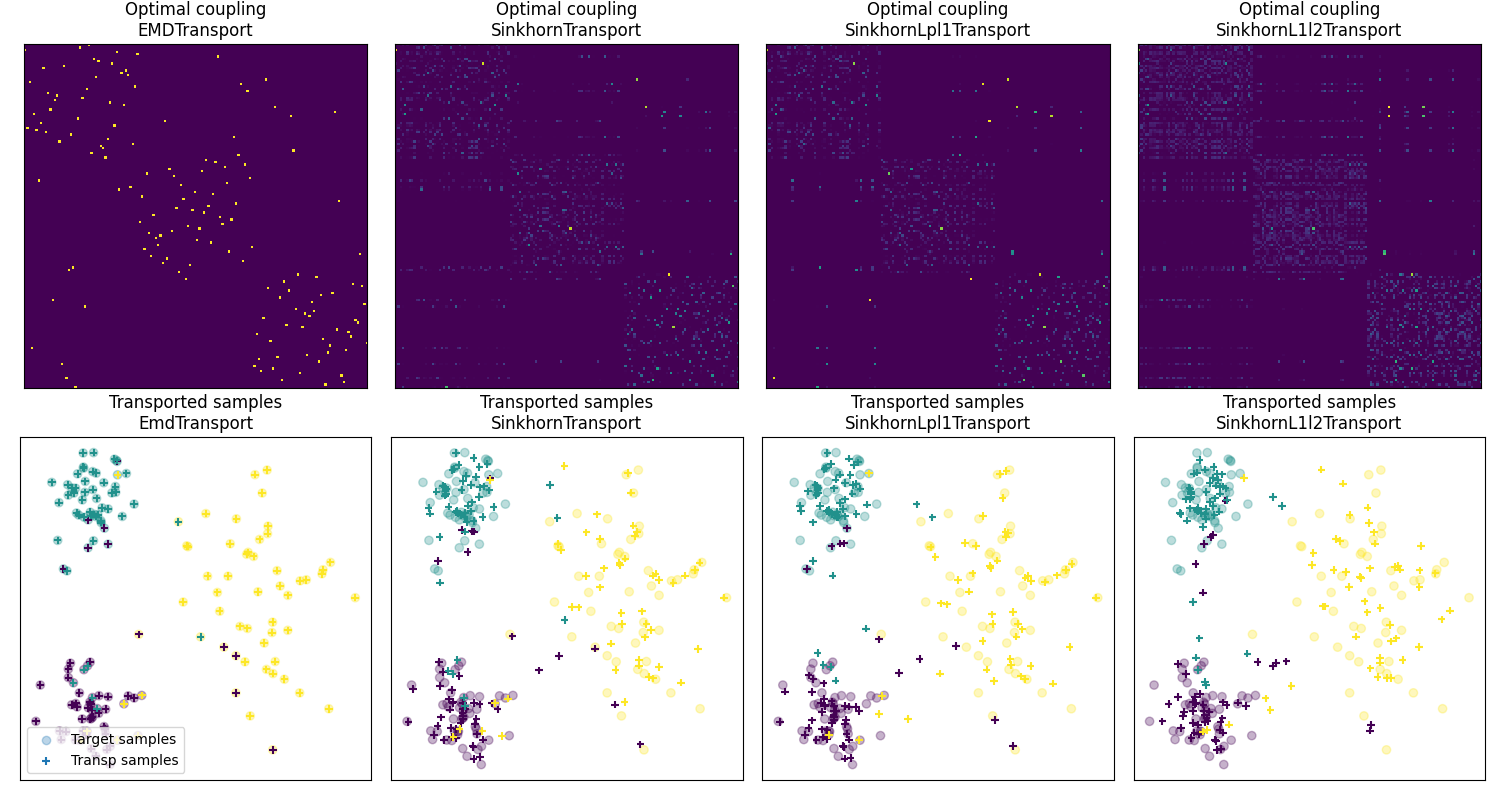 Optimal coupling
EMDTransport
Optimal coupling
SinkhornTransport
Optimal coupling
SinkhornLpl1Transport
Optimal coupling
SinkhornL1l2Transport
Transported samples
EmdTransport
Transported samples
SinkhornTransport
Transported samples
SinkhornLpl1Transport
Transported samples
SinkhornL1l2Transport
Target samples
Transp samples